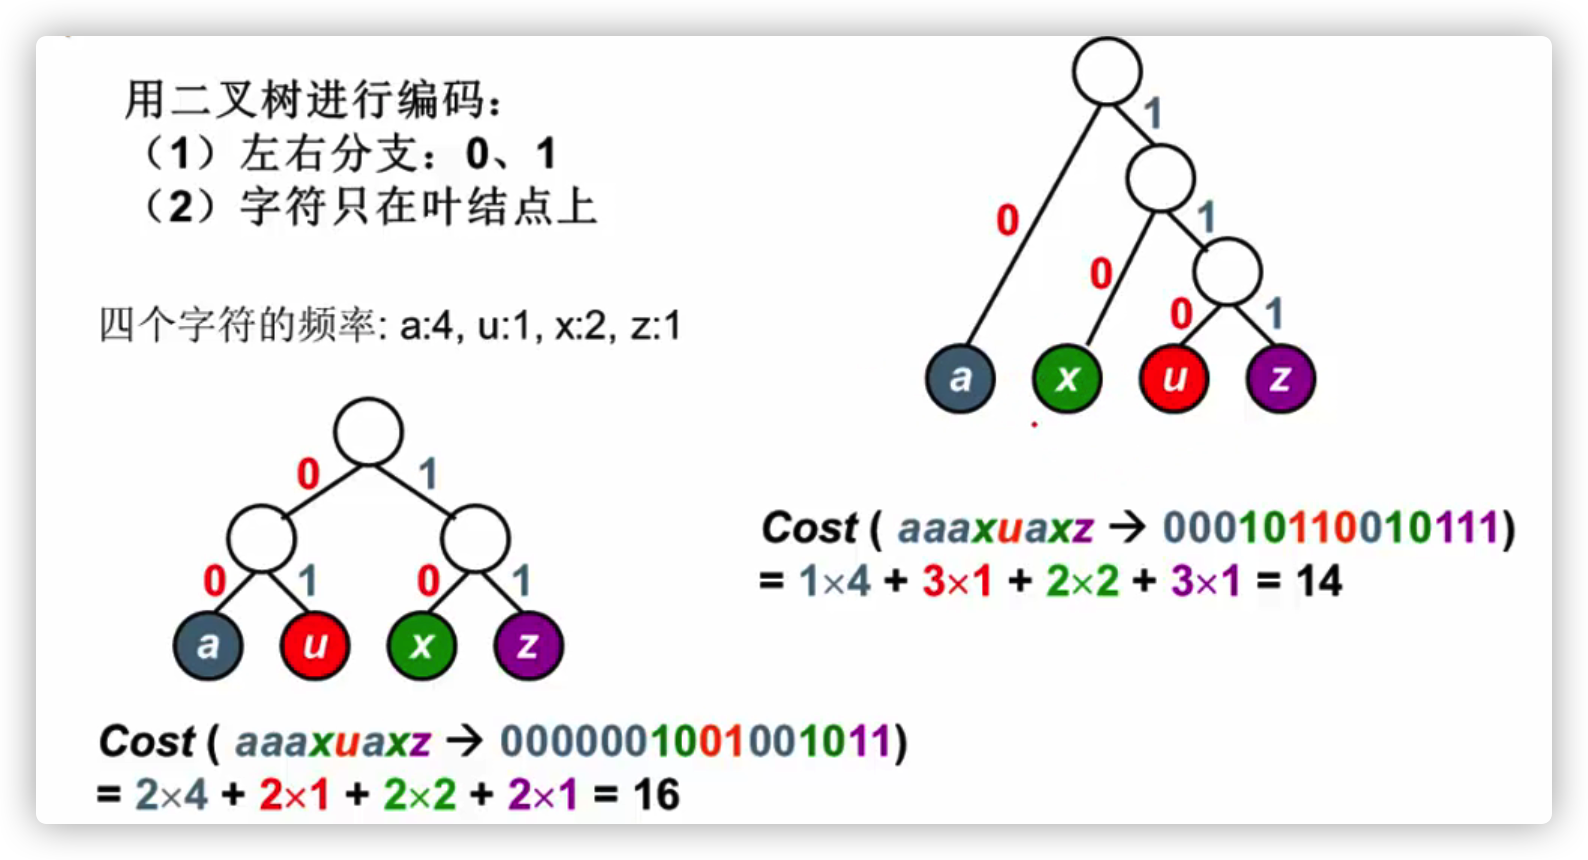 用二叉树进行编码：
（1）左右分支：0、1
（2）字符只在叶结点上
四个字符的频率: a:4, u:1, x:2, z:1
0 1
0 1 0 1
a u x z
Cost ( aaaxuaxz → 0000001001001011)
= 2×4 + 2×1 + 2×2 + 2×1 = 16
1
0 1
0 0 1
a x u z
Cost ( aaaxuaxz → 00010110010111)
= 1×4 + 3×1 + 2×2 + 3×1 = 14